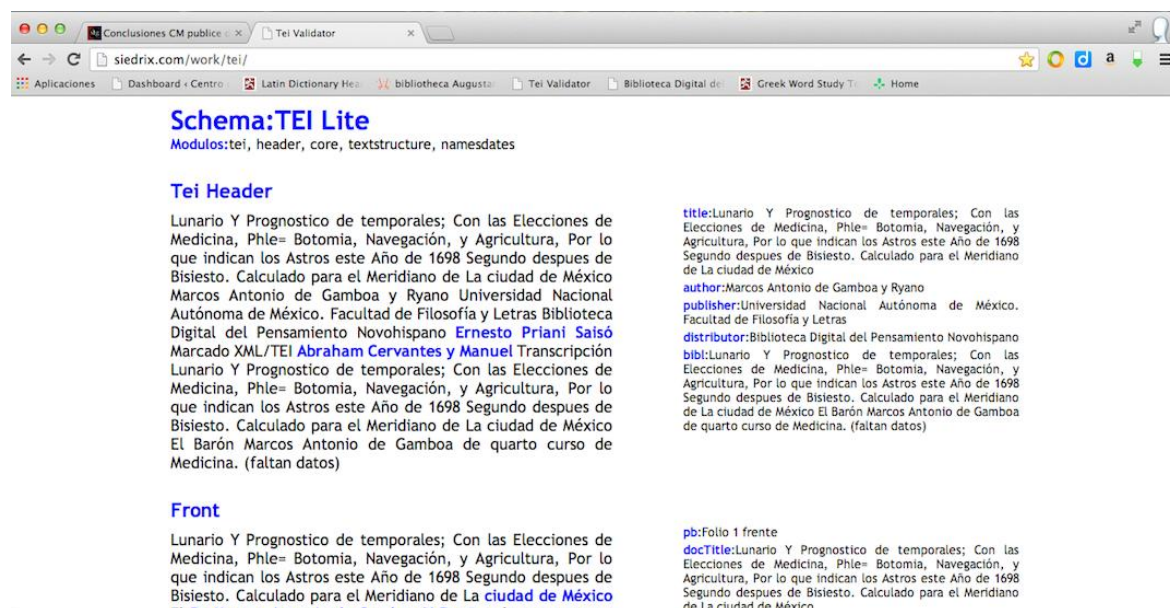 Conclusiones CM publice c
Tei Validator
siedrix.com/work/tei/
Aplicaciones
Dashboard ‹ Centro
Latin Dictionary Hea
bibliotheca Augusta
Tei Validator
Biblioteca Digital de
Greek Word Study T
Home
Schema:TEI Lite
Modulos:tei, header, core, textstructure, namesdates
Tei Header
Lunario Y Prognostico de temporales; Con las Elecciones de
Medicina, Phle= Botomia, Navegación, y Agricultura, Por lo
que indican los Astros este Año de 1698 Segundo despues de
Bisiesto. Calculado para el Meridiano de La ciudad de México
Marcos Antonio de Gamboa y Ryano Universidad Nacional
Autónoma de México. Facultad de Filosofía y Letras Biblioteca
Digital del Pensamiento Novohispano Ernesto Priani Saisó
Marcado XML/TEI Abraham Cervantes y Manuel Transcripción
Lunario Y Prognostico de temporales; Con las Elecciones de
Medicina, Phle= Botomia, Navegación, y Agricultura, Por lo
que indican los Astros este Año de 1698 Segundo despues de
Bisiesto. Calculado para el Meridiano de La ciudad de México
El Barón Marcos Antonio de Gamboa de quarto curso de
Medicina. (faltan datos)
title:Lunario Y Prognostico de temporales; Con las
Elecciones de Medicina, Phle= Botomia, Navegación, y
Agricultura, Por lo que indican los Astros este Año de 1698
Segundo despues de Bisiesto. Calculado para el Meridiano
de La ciudad de México
author:Marcos Antonio de Gamboa y Ryano
publisher:Universidad Nacional Autónoma de México.
Facultad de Filosofía y Letras
distributor:Biblioteca Digital del Pensamiento Novohispano
bibl:Lunario Y Prognostico de temporales; Con las
Elecciones de Medicina, Phle= Botomia, Navegación, y
Agricultura, Por lo que indican los Astros este Año de 1698
Segundo despues de Bisiesto. Calculado para el Meridiano
de La ciudad de México El Barón Marcos Antonio de Gamboa
de quarto curso de Medicina. (faltan datos)
Front
Lunario Y Prognostico de temporales; Con las Elecciones de
Medicina, Phle= Botomia, Navegación, y Agricultura, Por lo
que indican los Astros este Año de 1698 Segundo despues de
Bisiesto. Calculado para el Meridiano de La ciudad de México
pb:Folio 1 frente
docTitle:Lunario Y Prognostico de temporales; Con las
Elecciones de Medicina, Phle= Botomia, Navegación, y
Agricultura, Por lo que indican los Astros este Año de 1698
Segundo despues de Bisiesto. Calculado para el Meridiano
de La ciudad de México